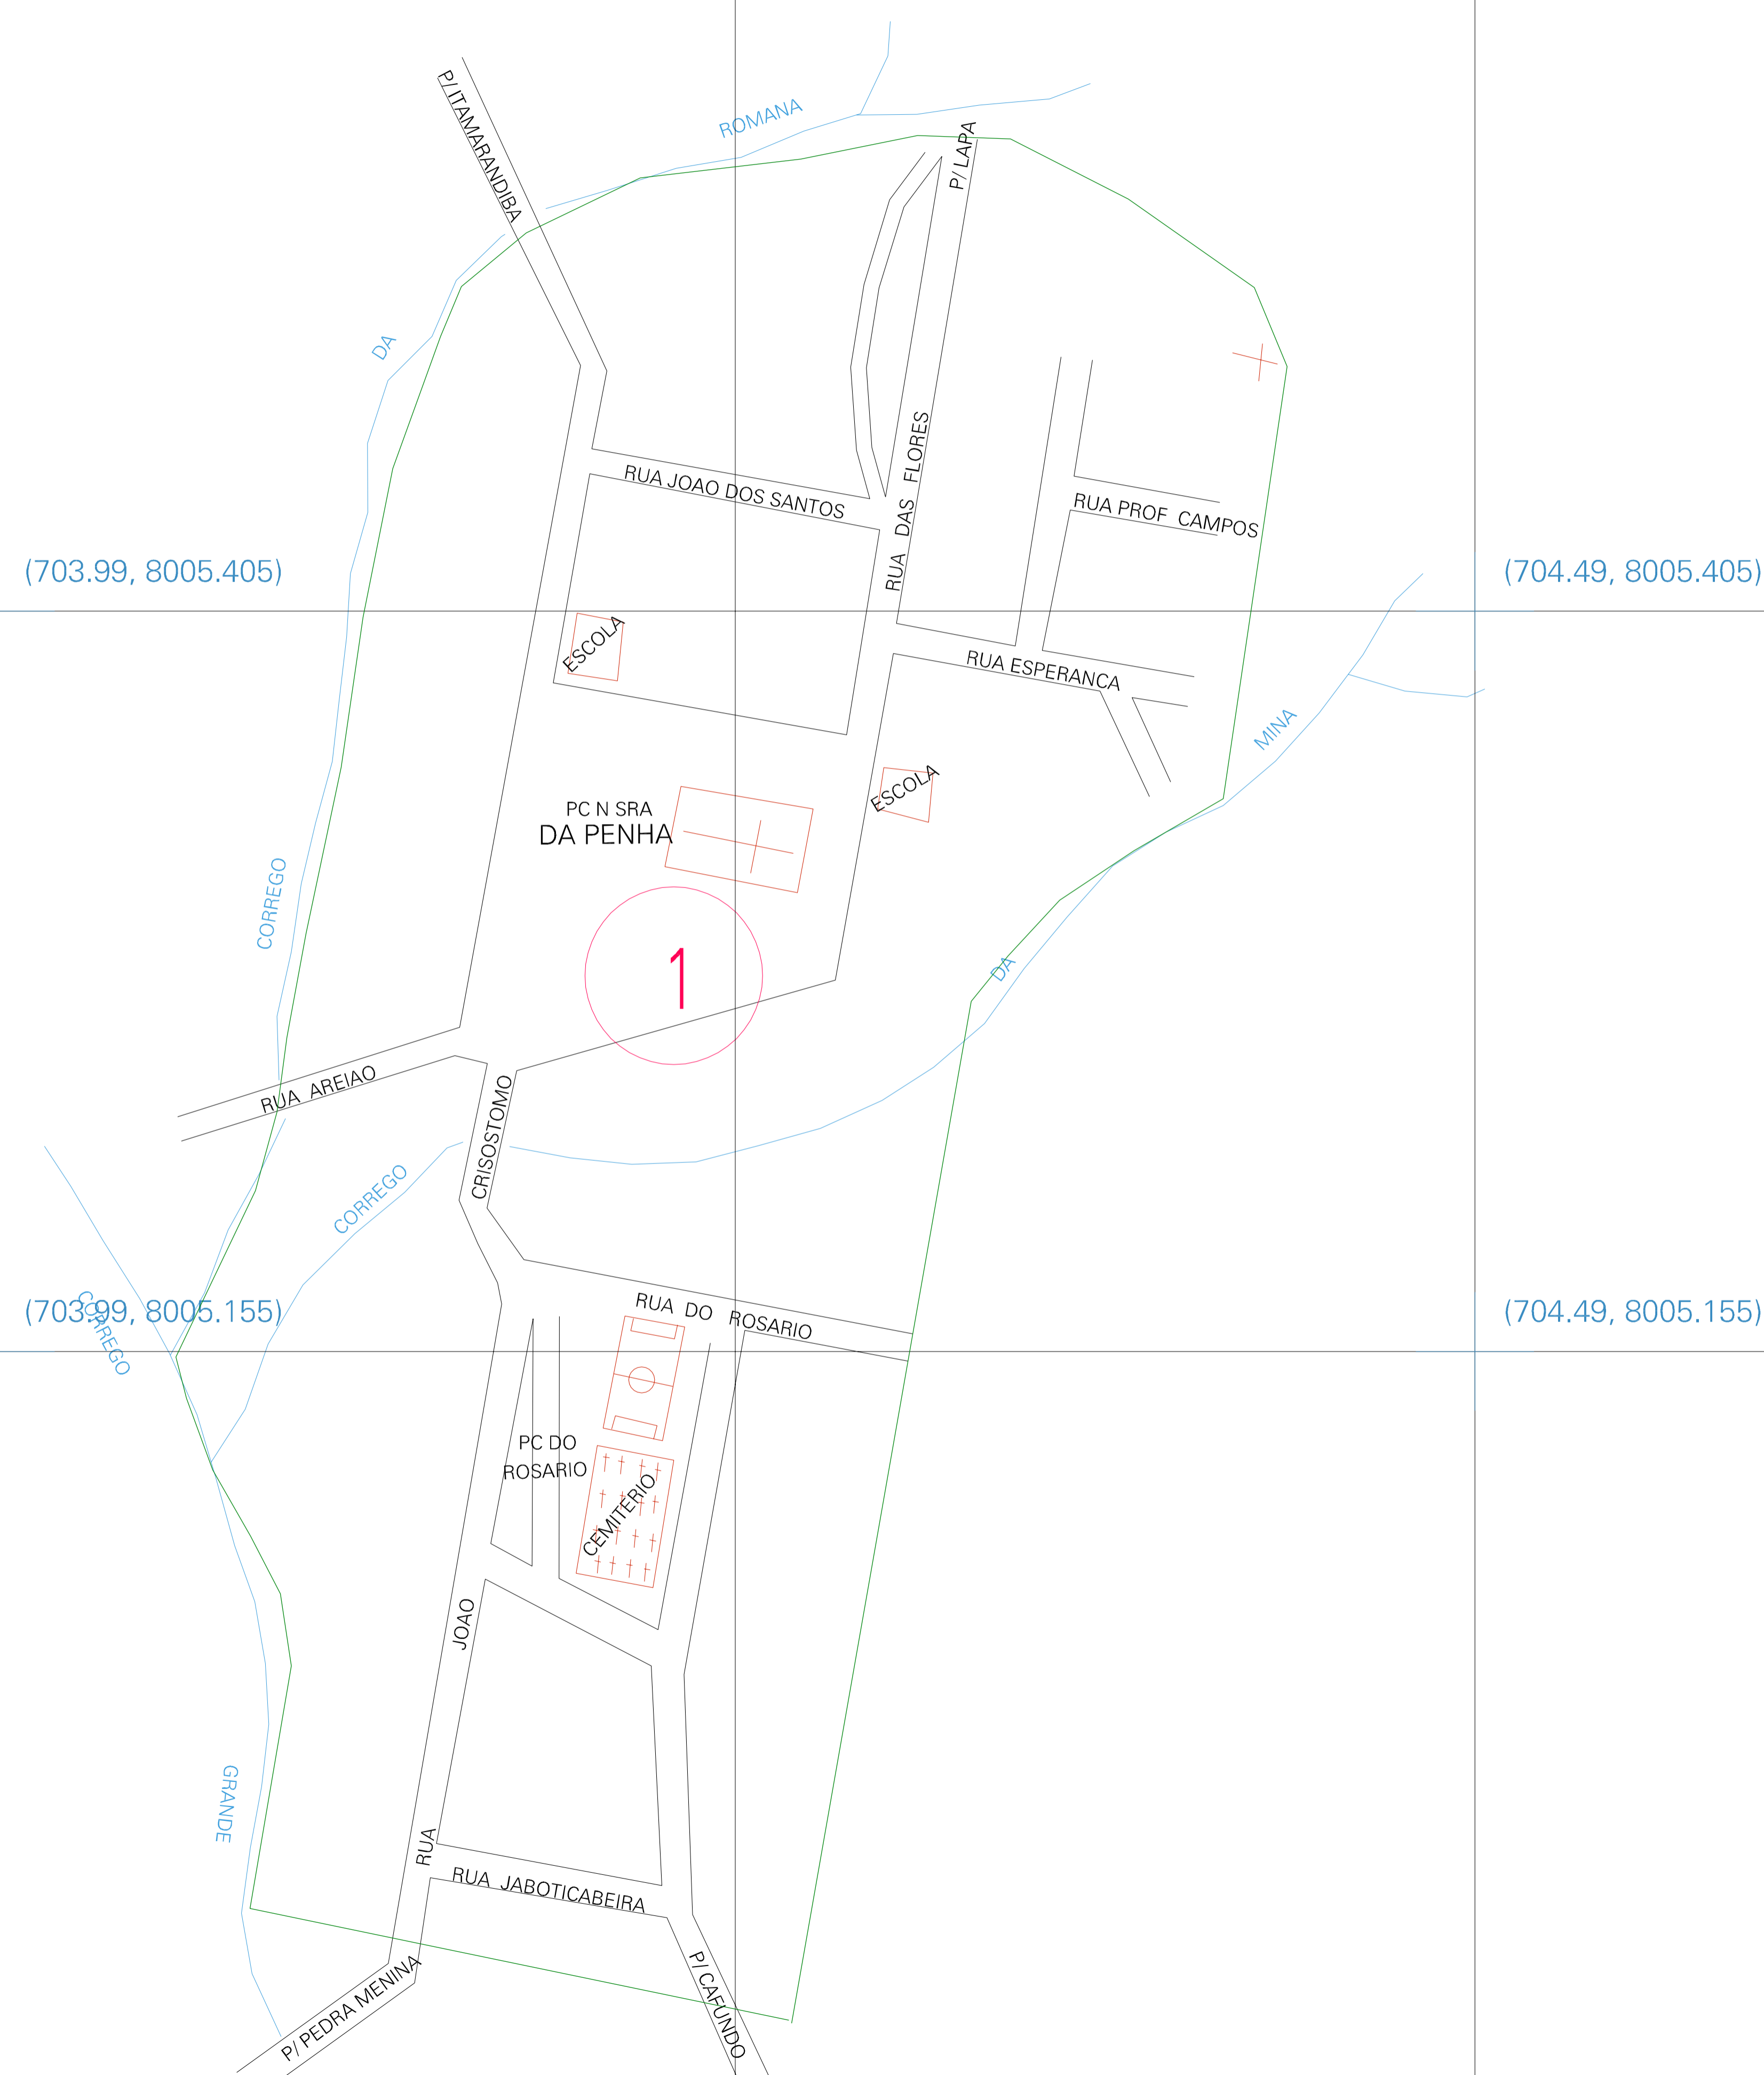 P/ ITAMARANDIBA
ROMANA
P/ LAPA
DA
RUA JOAO DOS SANTOS
RUA DAS FLORES
RUA PROF CAMPOS
(703.99, 8005.405)
(704.49, 8005.405)
ESCOLA
RUA ESPERANCA
MINA
ESCOLA
PC N SRA
DA PENHA
CORREGO
1
DA
RUA AREIAO
CRISOSTOMO
CORREGO
(703.99, 8005.155)
(704.49, 8005.155)
CORREGO
RUA DO ROSARIO
PC DO
ROSARIO
CEMITERIO
JOAO
GRANDE
RUA
RUA JABOTICABEIRA
P/ PEDRA MENINA
P/ CAFUNDO